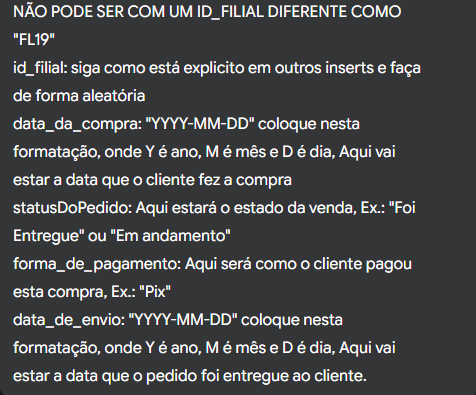 NÃO PODE SER COM UM ID_FILIAL DIFERENTE COMO
"FL19"
id_filial: siga como está explicito em outros inserts e faça
de forma aleatória
data_da_compra: "YYYY-MM-DD" coloque nesta
formatação, onde Y é ano, M é mês e D é dia, Aqui vai
estar a data que o cliente fez a compra
statusDoPedido: Aqui estará o estado da venda, Ex.: "Foi
Entregue" ou "Em andamento"
forma_de_pagamento: Aqui será como o cliente pagou
esta compra, Ex.: "Pix"
data_de_envio: "YYYY-MM-DD" coloque nesta
formatação, onde Y é ano, M é mês e D é dia, Aqui vai
estar a data que o pedido foi entregue ao cliente.